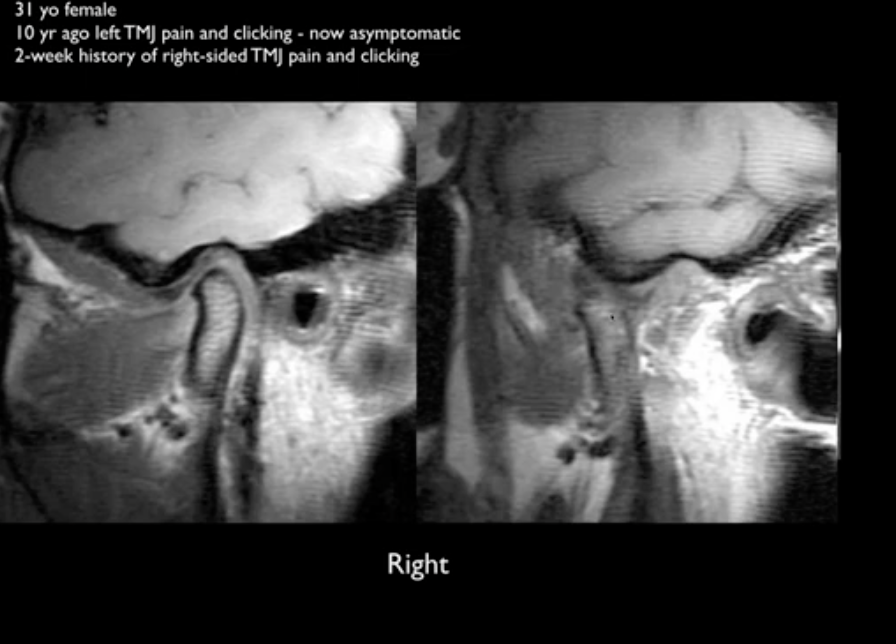 31 yo female
10 yr ago left TMJ pain and clicking - now asymptomatic
2-week history of right-sided TMJ pain and clicking
Right